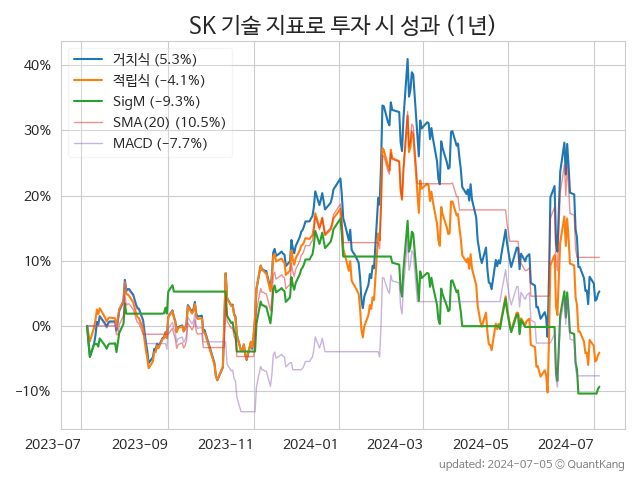 SK 기술 지표로 투자 시 성과 (1년)
거치식 (5.3%)
적립식 (−4.1%)
SigM (−9.3%)
SMA(20) (10.5%)
MACD (−7.7%)
40%
30%
20%
10%
0%
−10%
2023−07 2023−09 2023−11 2024−01 2024−03 2024−05 2024−07
updated: 2024-07-05 ⓒ QuantKang